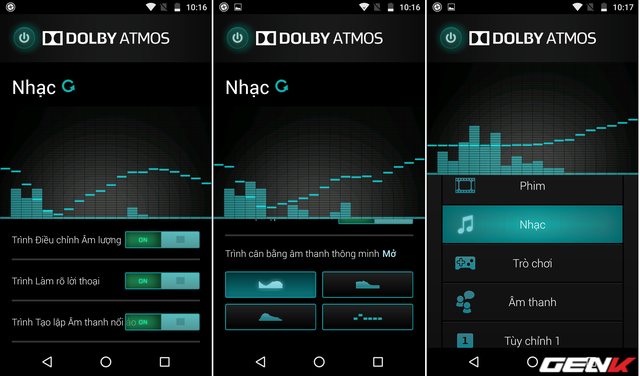 10:16
DOLBY ATMOS
Nhạc
Trình Điều chỉnh Âm lượng
ON
Trình Làm rõ lời thoại
ON
Trình Tạo lập Âm thanh nổi ảo
ON
10:16
DOLBY ATMOS
Nhạc
Trình cân bằng âm thanh thông minh Mở
10:17
DOLBY ATMOS
Phim
Nhạc
Trò chơi
Âm thanh
1 Tùy chỉnh 1
GENK